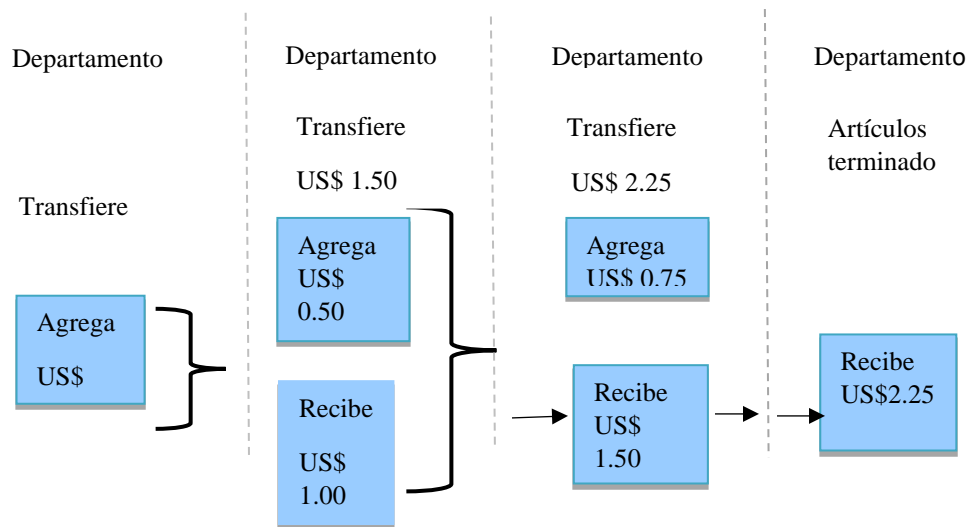 Departamento
Transfiere
Agrega
US$
Departamento
Transfiere
US$ 1.50
Agrega
US$
0.50
Recibe
US$
1.00
Departamento
Transfiere
US$ 2.25
Agrega
US$ 0.75
Recibe
US$
1.50
Departamento
Artículos
terminado
Recibe
US$2.25